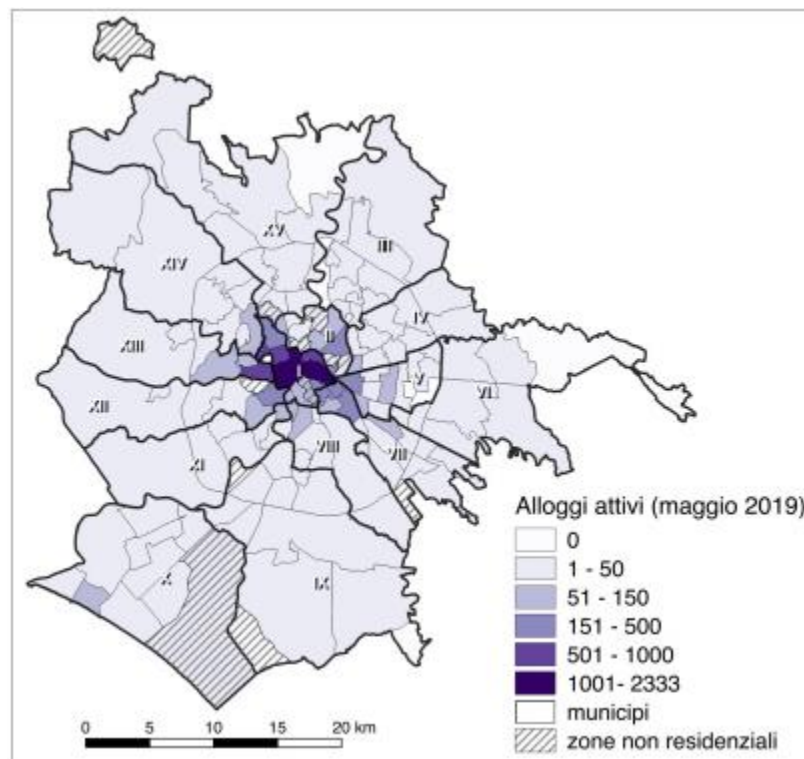 XV
III
XIV
IV
II
XIII
V
VI
XII
VIII
VII
XI
X
IX
Alloggi attivi (maggio 2019)
0
1 - 50
51 - 150
151 - 500
501 - 1000
1001- 2333
municipi
zone non residenziali
0 5 10 15 20 km